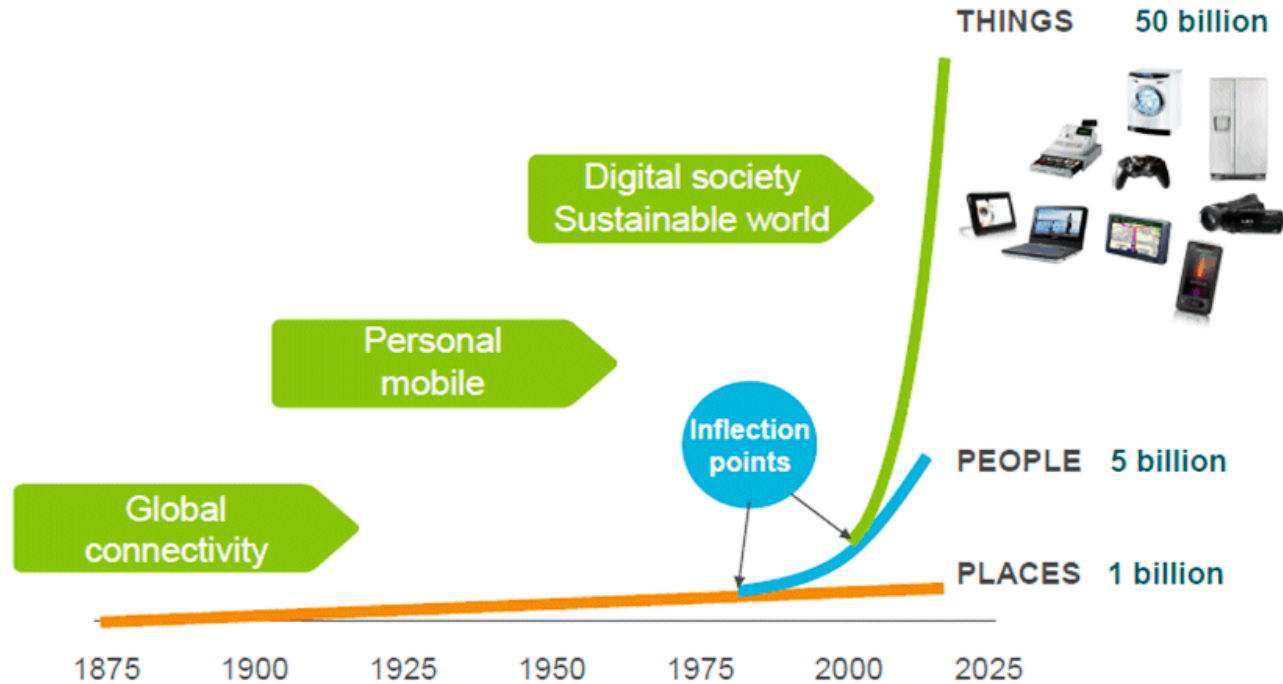 THINGS 50 billion
Digital society
Sustainable world
Personal
mobile
Inflection
points
PEOPLE 5 billion
Global
connectivity
PLACES 1 billion
1875 1900 1925 1950 1975 2000 2025